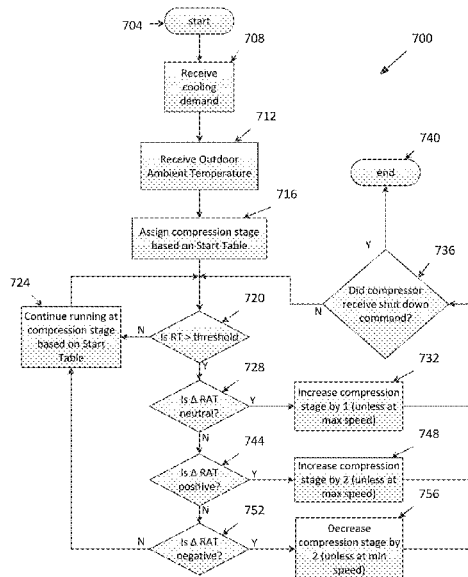 704
start
708
700
Receive
cooling
demand
712
Receive Outdoor
Ambient Temperature
740
end
716
Assign compression stage
based on Start Table
Y
736
724
Did compressor
receive shut down
command?
N
Continue running at
compression stage
based on Start
Table
720
N
Is RT > threshold
Y
728
732
Is Δ RAT
neutral?
Y
Increase compression
stage by 1 (unless at
max speed)
N
744
748
Is Δ RAT
positive?
Y
Increase compression
stage by 2 (unless at
max speed)
N
752
756
N
Is Δ RAT
negative?
Y
Decrease
compression stage by
2 (unless at min
speed)